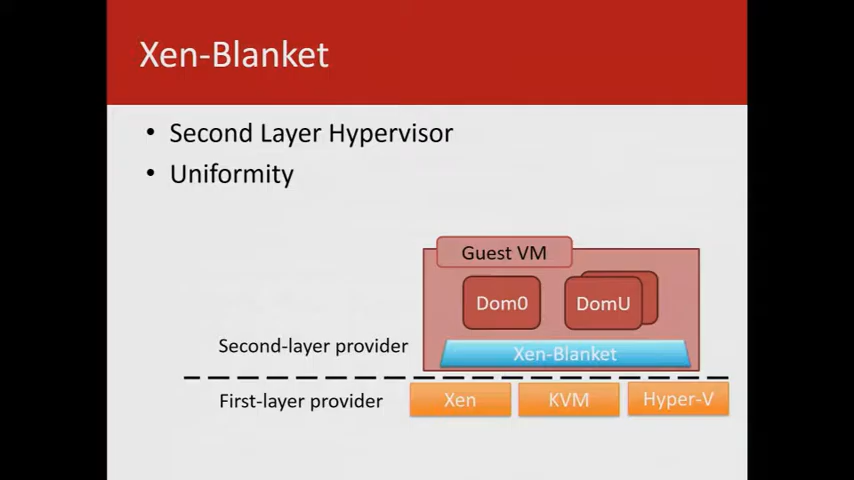 Xen-Blanket
• Second Layer Hypervisor
• Uniformity
Guest VM
Dom0
DomU
Second-layer provider
Xen-Blanket
First-layer provider
Xen
KVM
Hyper-V